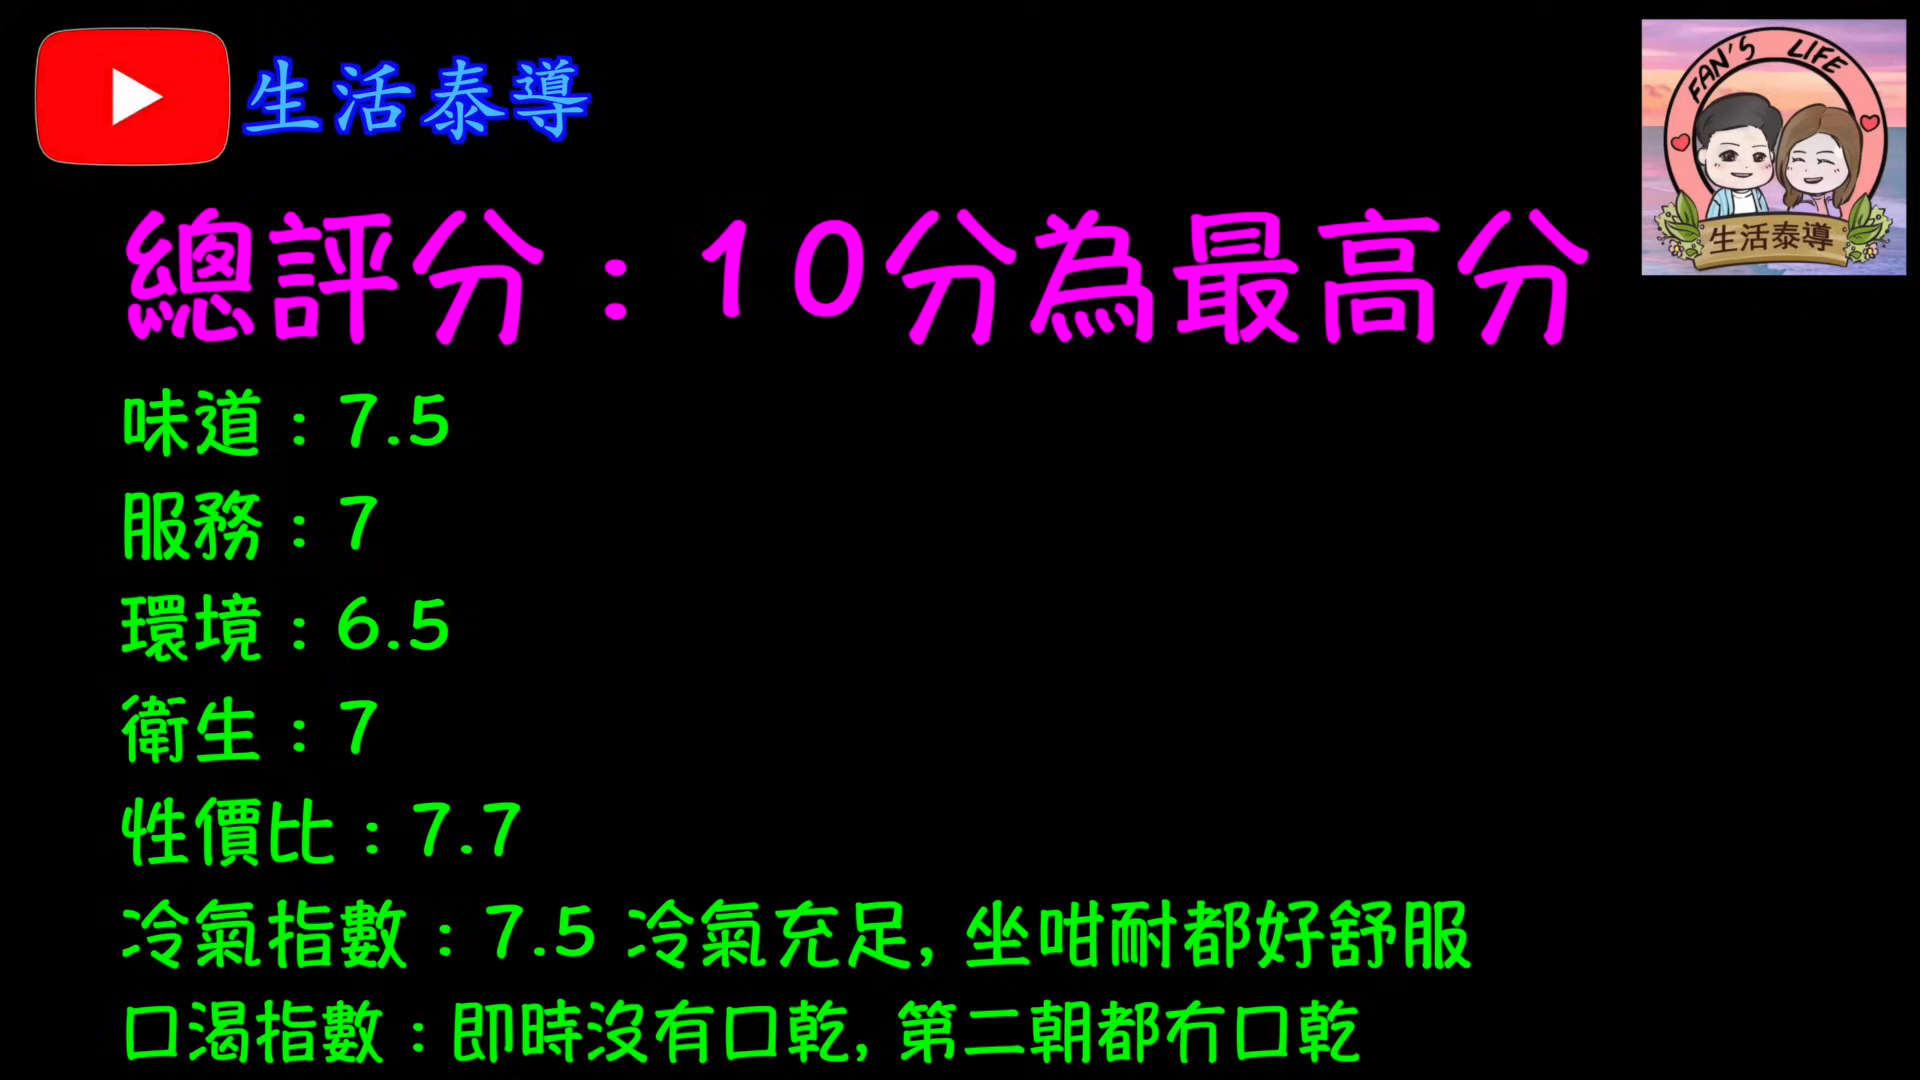 生活泰導
FAN'S LIFE
生活泰導
總評分：10分為最高分
味道：7.5
服務：7
環境：6.5
衛生：7
性價比：7.7
冷氣指數：7.5 冷氣充足, 坐咁耐都好舒服
口渴指數：即時沒有口乾, 第二朝都冇口乾